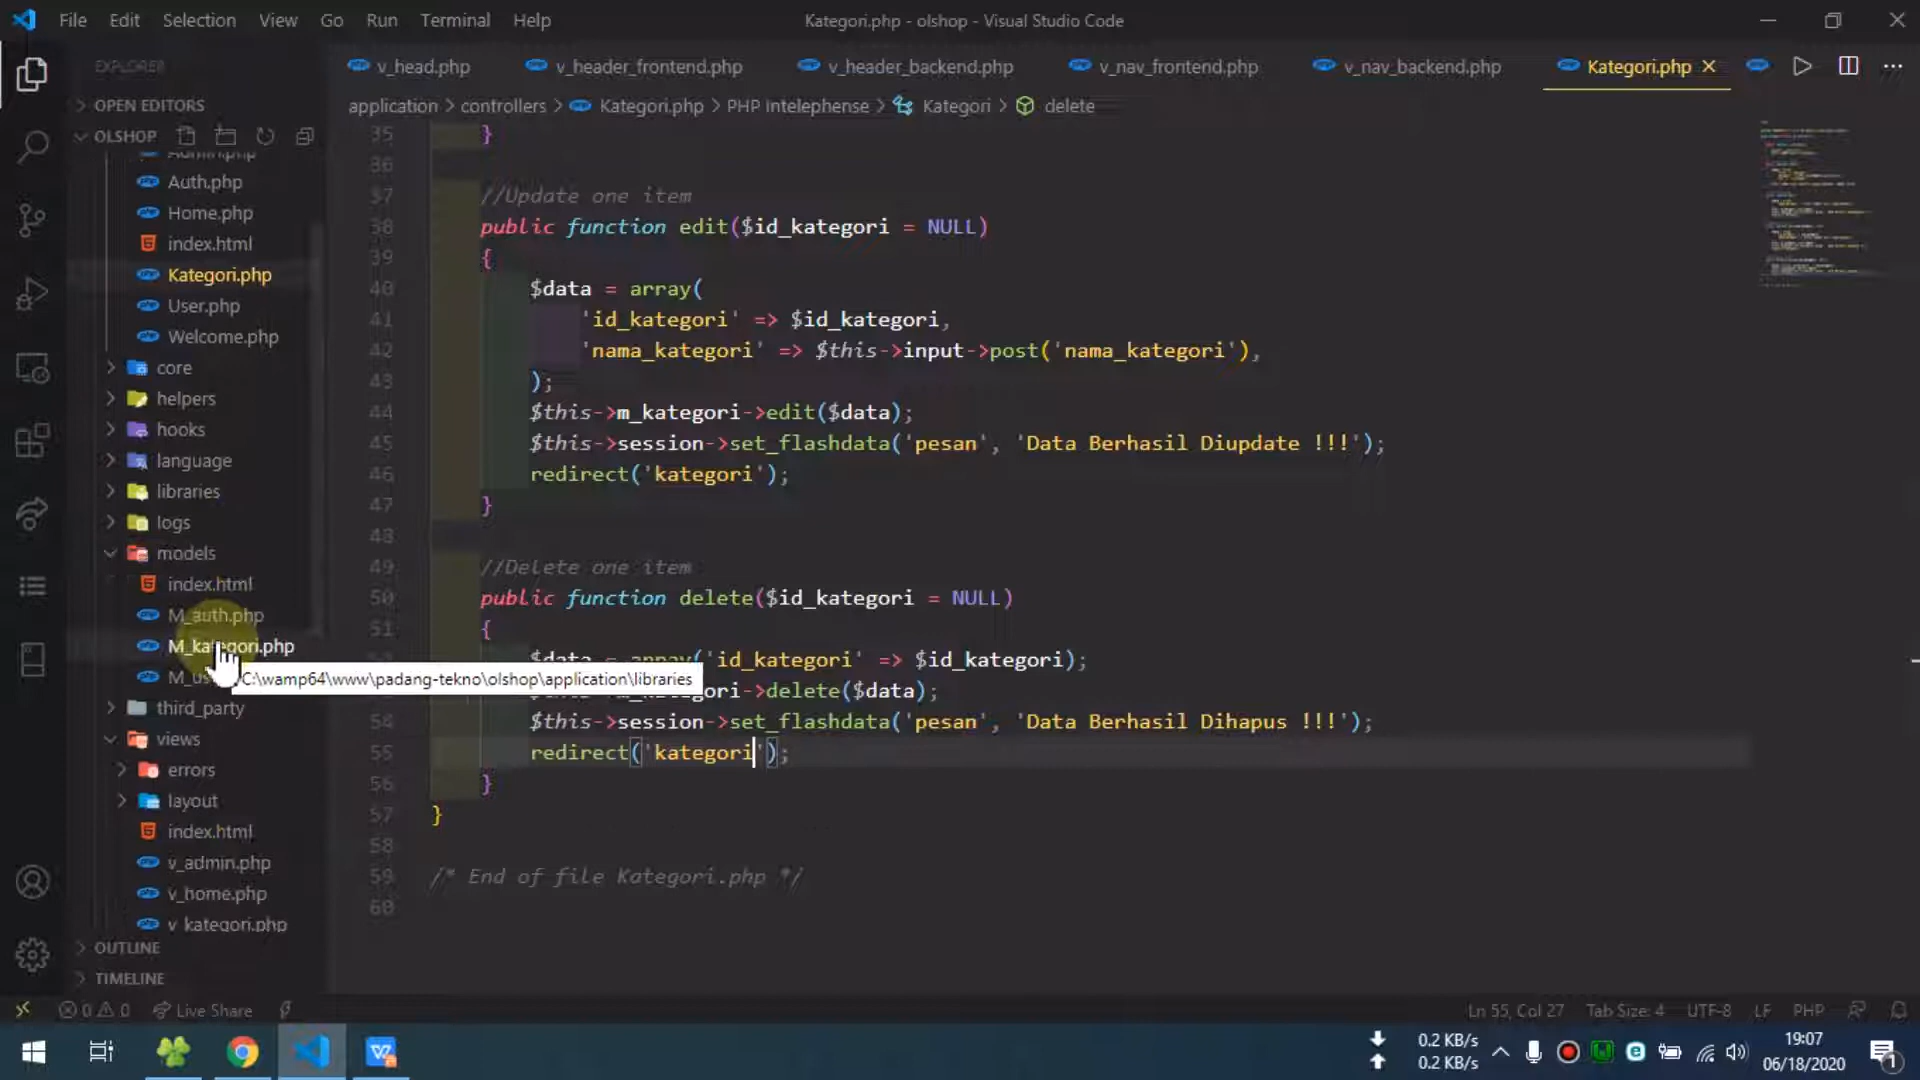 File Edit Selection View Go Run Terminal Help Kategori.php - olshop - Visual Studio Code
EXPLORER
v_head.php v_header_frontend.php v_header_backend.php v_nav_frontend.php v_nav_backend.php Kategori.php
OPEN EDITORS
application > controllers > Kategori.php > PHP Intelephense > Kategori > delete
OLSHOP
Admin.php
Auth.php
Home.php
index.html
Kategori.php
User.php
Welcome.php
core
helpers
hooks
language
libraries
logs
models
index.html
M_auth.php
M_kategori.php
C:\wamp64\www\padang-tekno\olshop\application\libraries
third_party
views
errors
layout
index.html
v_admin.php
v_home.php
v_kategori.php
OUTLINE
TIMELINE
35 }
36
37 //Update one item
38 public function edit($id_kategori = NULL)
39 {
40 $data = array(
41 'id_kategori' => $id_kategori,
42 'nama_kategori' => $this->input->post('nama_kategori'),
43 );
44 $this->m_kategori->edit($data);
45 $this->session->set_flashdata('pesan', 'Data Berhasil Diupdate !!!');
46 redirect('kategori');
47 }
48
49 //Delete one item
50 public function delete($id_kategori = NULL)
51 {
$data = array('id_kategori' => $id_kategori);
->delete($data);
54 $this->session->set_flashdata('pesan', 'Data Berhasil Dihapus !!!');
55 redirect('kategori');
56 }
57 }
58
59 /* End of file Kategori.php */
60
0 0 Live Share Ln 55, Col 27 Tab Size: 4 UTF-8 LF PHP
0.2 KB/s
0.2 KB/s
19:07
06/18/2020
1